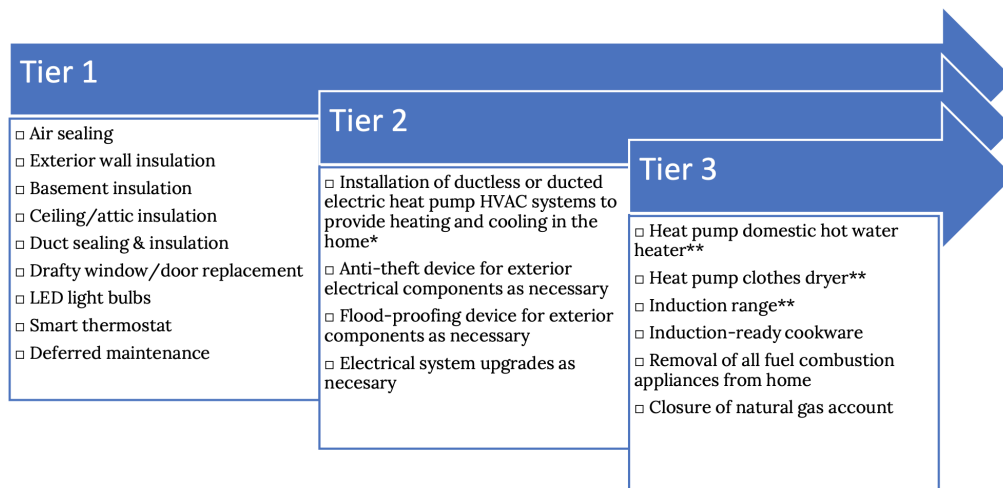 Tier 1
□ Air sealing
□ Exterior wall insulation
□ Basement insulation
□ Ceiling/attic insulation
□ Duct sealing & insulation
□ Drafty window/door replacement
□ LED light bulbs
□ Smart thermostat
□ Deferred maintenance
Tier 2
□ Installation of ductless or ducted
electric heat pump HVAC systems to
provide heating and cooling in the
home*
□ Anti-theft device for exterior
electrical components as necessary
□ Flood-proofing device for exterior
components as necessary
□ Electrical system upgrades as
necesary
Tier 3
□ Heat pump domestic hot water
heater**
□ Heat pump clothes dryer**
□ Induction range**
□ Induction-ready cookware
□ Removal of all fuel combustion
appliances from home
□ Closure of natural gas account